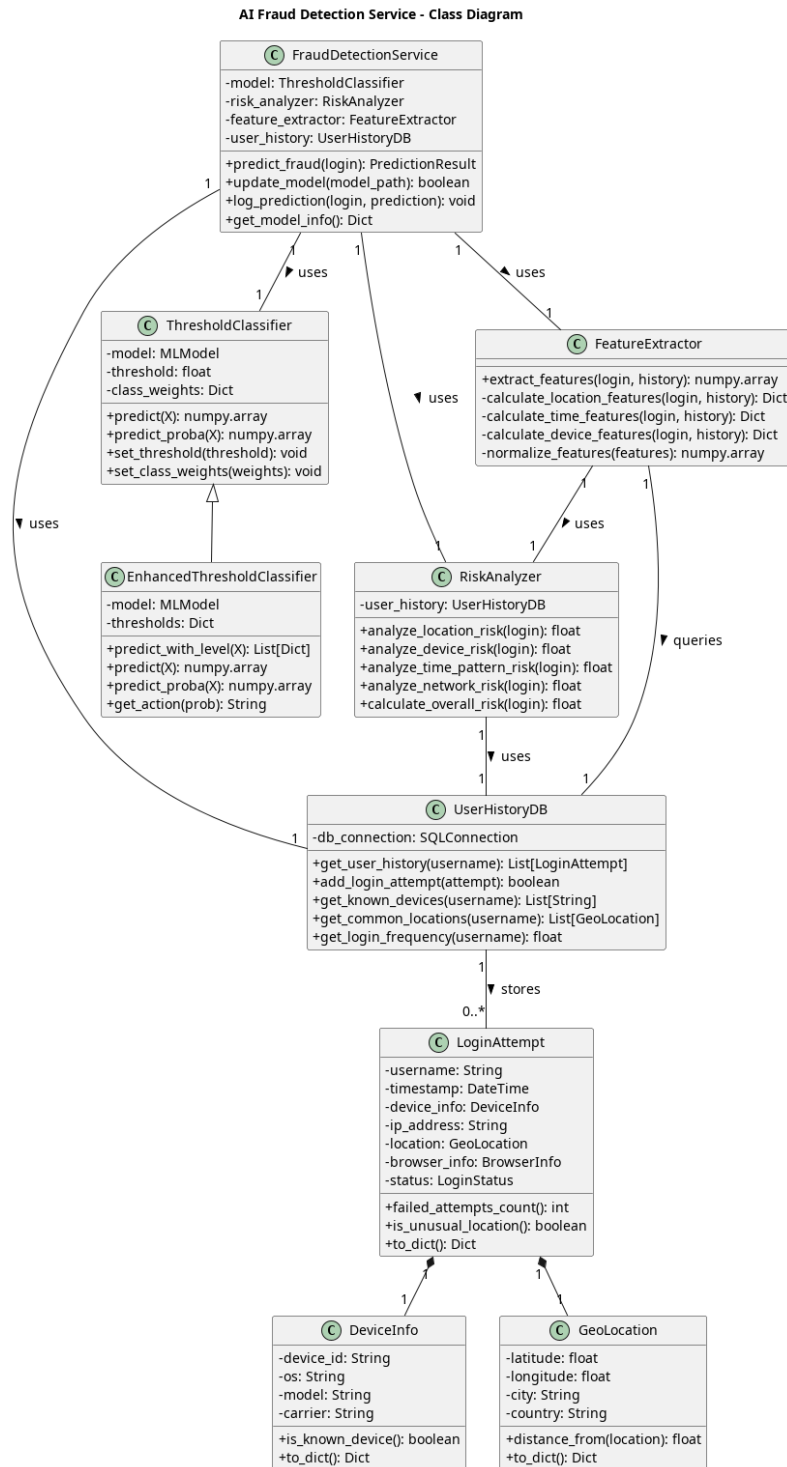 AI Fraud Detection Service - Class Diagram
C FraudDetectionService
-model: ThresholdClassifier
-risk_analyzer: RiskAnalyzer
-feature_extractor: FeatureExtractor
-user_history: UserHistoryDB
+predict_fraud(login): PredictionResult
+update_model(model_path): boolean
+log_prediction(login, prediction): void
+get_model_info(): Dict
1
1
1
1
uses
uses
1
1
C ThresholdClassifier
-model: MLModel
-threshold: float
-class_weights: Dict
+predict(X): numpy.array
+predict_proba(X): numpy.array
+set_threshold(threshold): void
+set_class_weights(weights): void
C FeatureExtractor
+extract_features(login, history): numpy.array
-calculate_location_features(login, history): Dict
-calculate_time_features(login, history): Dict
-calculate_device_features(login, history): Dict
-normalize_features(features): numpy.array
uses
1
1
uses
uses
1
1
C EnhancedThresholdClassifier
-model: MLModel
-thresholds: Dict
+predict_with_level(X): List[Dict]
+predict(X): numpy.array
+predict_proba(X): numpy.array
+get_action(prob): String
C RiskAnalyzer
-user_history: UserHistoryDB
+analyze_location_risk(login): float
+analyze_device_risk(login): float
+analyze_time_pattern_risk(login): float
+analyze_network_risk(login): float
+calculate_overall_risk(login): float
queries
1
uses
1
1
1
C UserHistoryDB
-db_connection: SQLConnection
+get_user_history(username): List[LoginAttempt]
+add_login_attempt(attempt): boolean
+get_known_devices(username): List[String]
+get_common_locations(username): List[GeoLocation]
+get_login_frequency(username): float
1
stores
0..*
C LoginAttempt
-username: String
-timestamp: DateTime
-device_info: DeviceInfo
-ip_address: String
-location: GeoLocation
-browser_info: BrowserInfo
-status: LoginStatus
+failed_attempts_count(): int
+is_unusual_location(): boolean
+to_dict(): Dict
1
1
1
1
C DeviceInfo
-device_id: String
-os: String
-model: String
-carrier: String
+is_known_device(): boolean
+to_dict(): Dict
C GeoLocation
-latitude: float
-longitude: float
-city: String
-country: String
+distance_from(location): float
+to_dict(): Dict